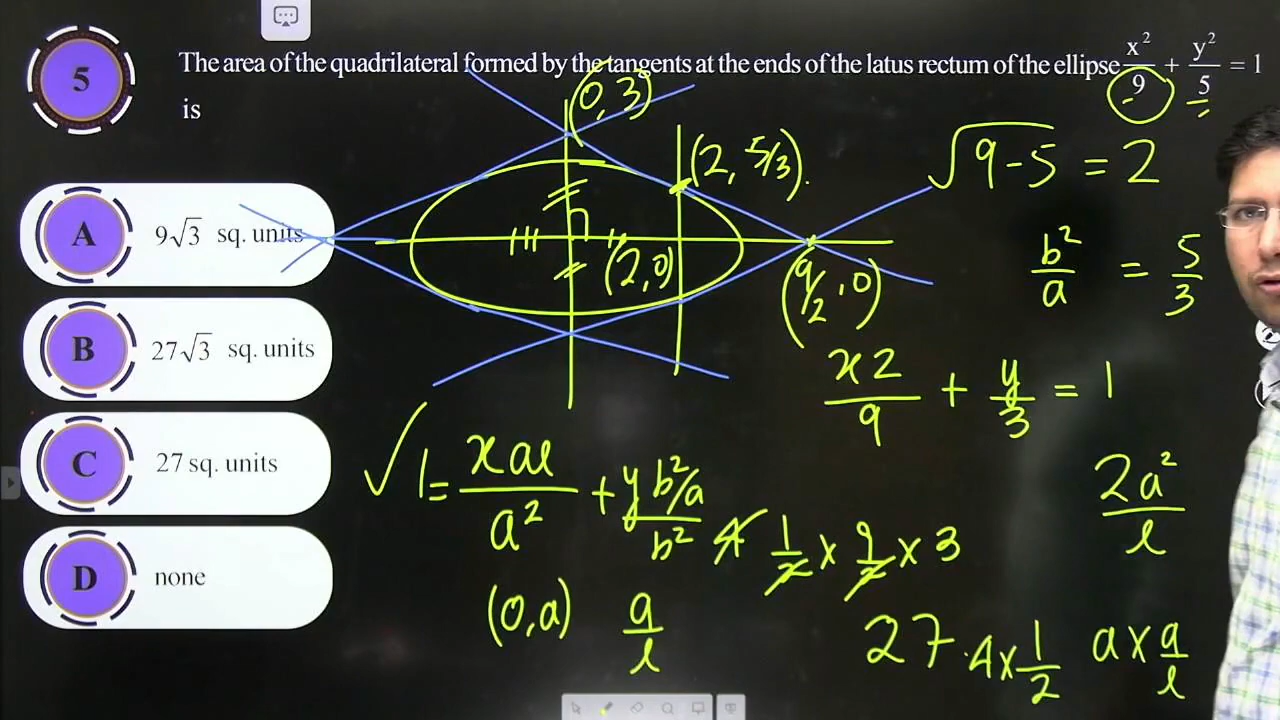 5
The area of the quadrilateral formed by the tangents at the ends of the latus rectum of the ellipse x²/9 + y²/5 = 1
is
A 9√3 sq. units
B 27√3 sq. units
C 27 sq. units
D none
(0, 3)
(2, 5/3).
(2, 0)
(9/2, 0)
√9-5 = 2
b²/a = 5/3
x2/9 + y/3 = 1
1 = xae/a² + y b²/a/b²
(0, a) a/e
4 1/2 × 9/2 × 3
2a²/e
27 4×1/2 a × a/e